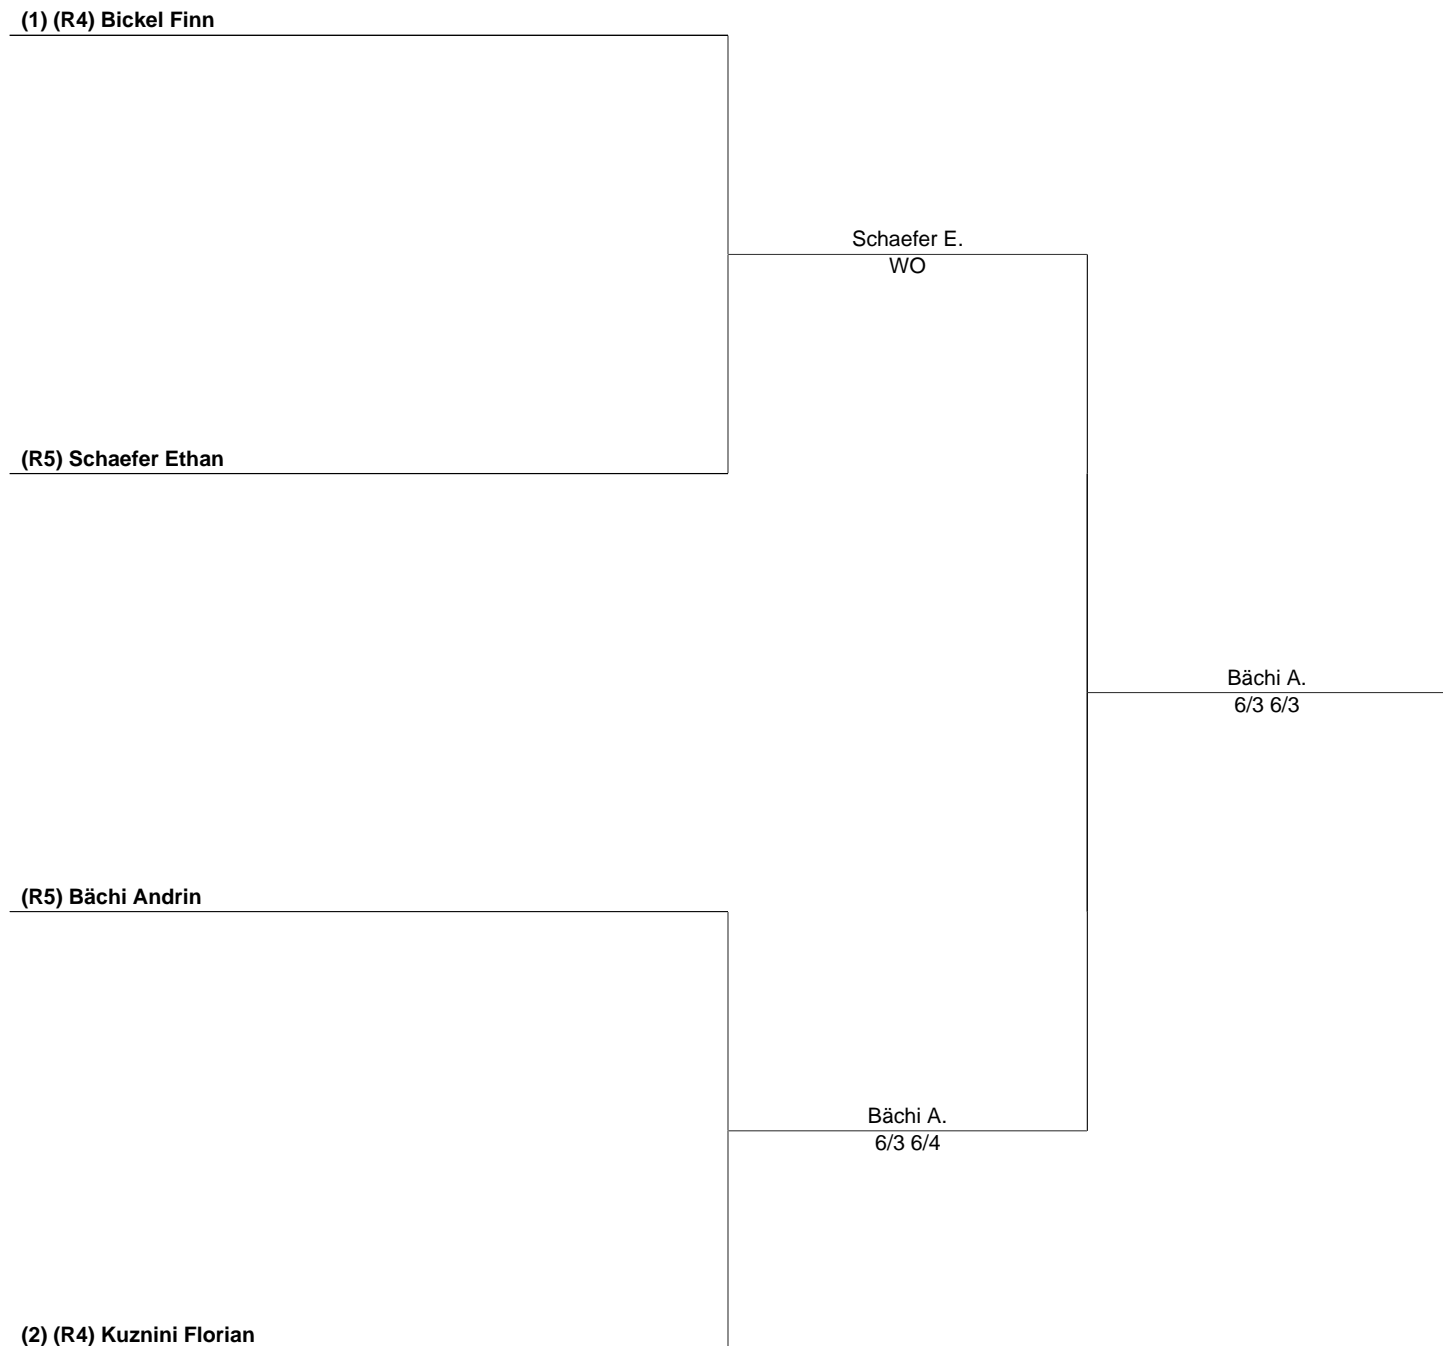 (1) (R4) Bickel Finn
Schaefer E.
WO
(R5) Schaefer Ethan
Bächi A.
6/3 6/3
(R5) Bächi Andrin
Bächi A.
6/3 6/4
(2) (R4) Kuznini Florian